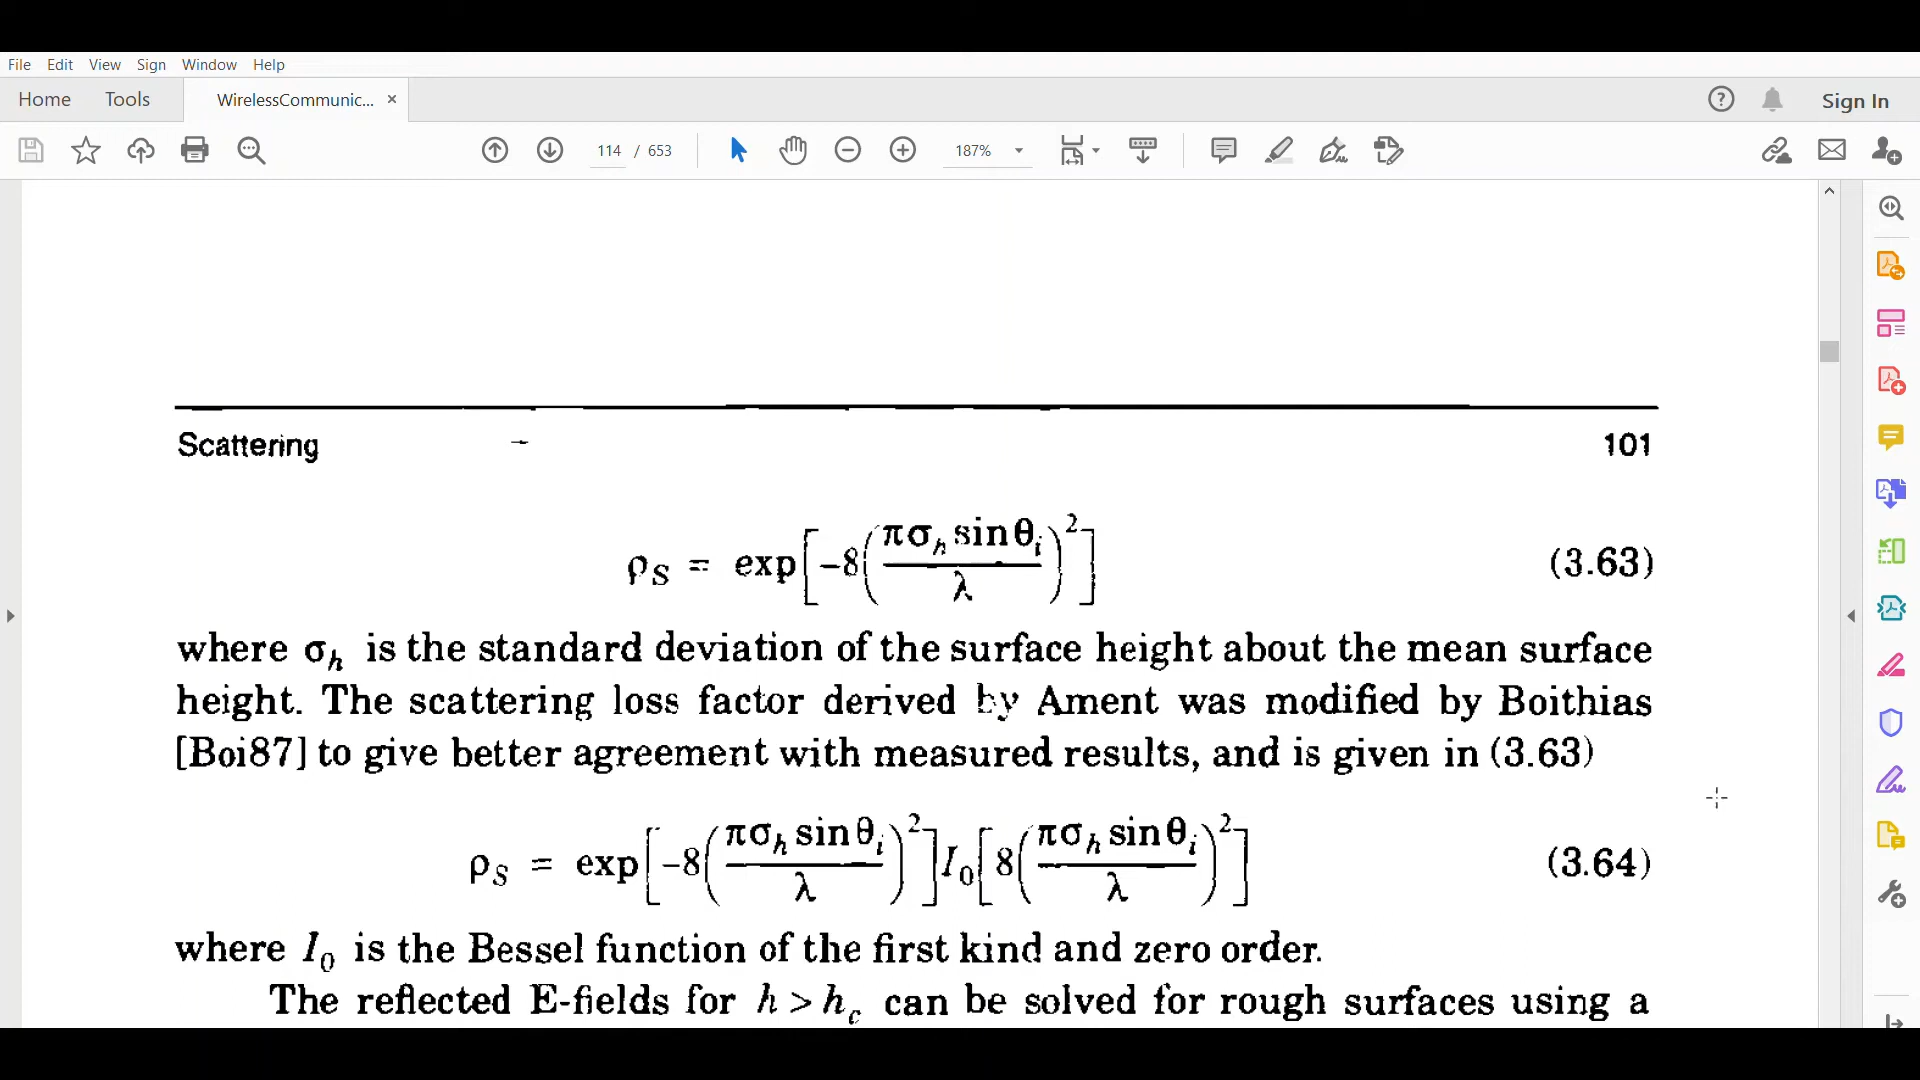 File Edit View Sign Window Help
Home Tools WirelessCommunic... × Sign In
114 / 653 187%
Scattering 101
ρS = exp[−8(πσh sinθi / λ)²] (3.63)
where σh is the standard deviation of the surface height about the mean surface
height. The scattering loss factor derived by Ament was modified by Boithias
[Boi87] to give better agreement with measured results, and is given in (3.63)
ρS = exp[−8(πσh sinθi / λ)²]I0[8(πσh sinθi / λ)²] (3.64)
where I0 is the Bessel function of the first kind and zero order.
The reflected E-fields for h > hc can be solved for rough surfaces using a